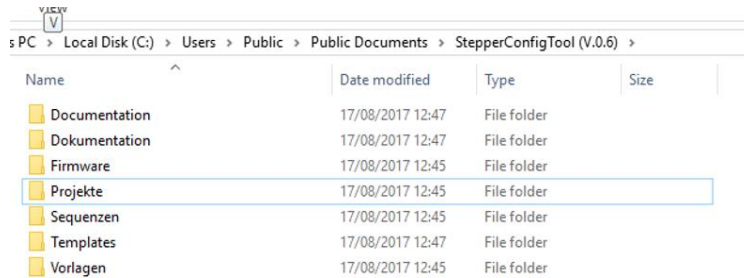 View
V
s PC > Local Disk (C:) > Users > Public > Public Documents > StepperConfigTool (V.0.6) >
Name Date modified Type Size
Documentation 17/08/2017 12:47 File folder
Dokumentation 17/08/2017 12:47 File folder
Firmware 17/08/2017 12:45 File folder
Projekte 17/08/2017 12:45 File folder
Sequenzen 17/08/2017 12:45 File folder
Templates 17/08/2017 12:47 File folder
Vorlagen 17/08/2017 12:45 File folder